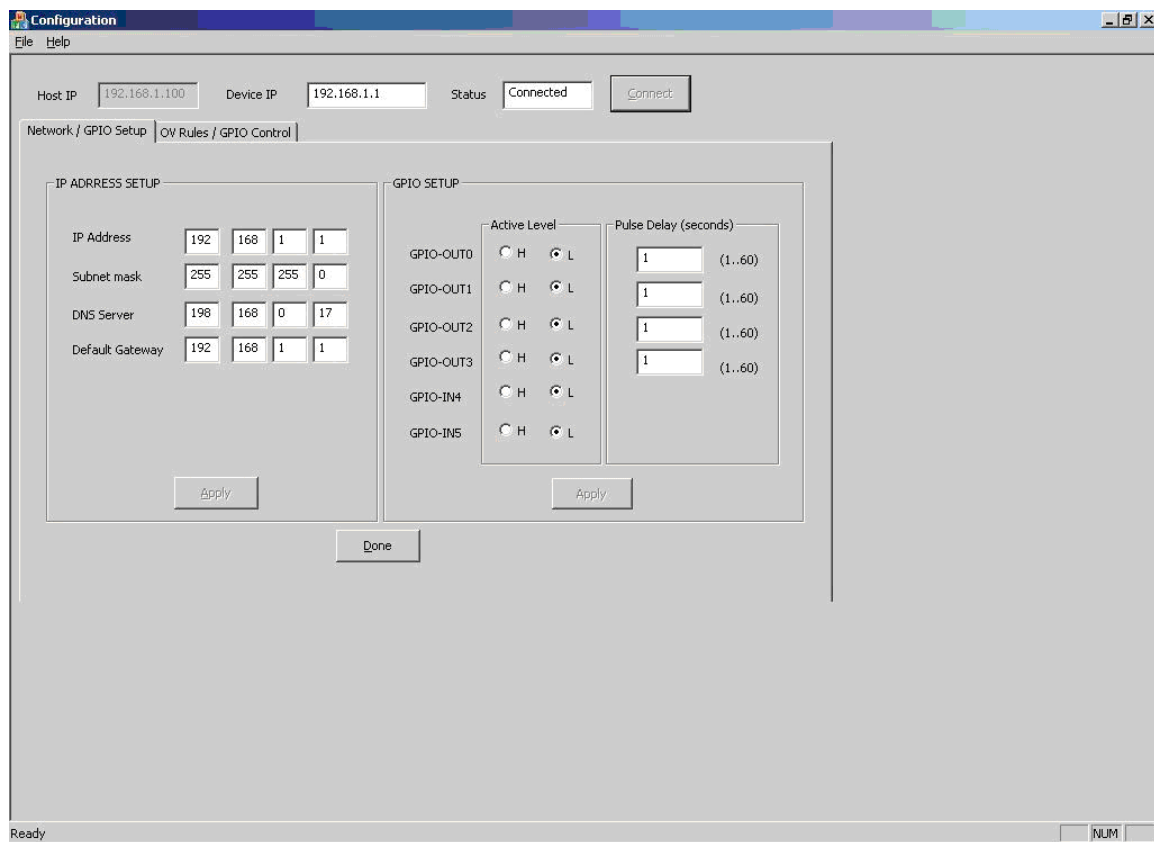 Configuration
File Help
Host IP 192.168.1.100 Device IP 192.168.1.1 Status Connected Connect
Network / GPIO Setup OV Rules / GPIO Control
IP ADRRESS SETUP
IP Address 192 168 1 1
Subnet mask 255 255 255 0
DNS Server 198 168 0 17
Default Gateway 192 168 1 1
Apply
GPIO SETUP
Active Level Pulse Delay (seconds)
GPIO-OUT0 H L 1 (1..60)
GPIO-OUT1 H L 1 (1..60)
GPIO-OUT2 H L 1 (1..60)
GPIO-OUT3 H L 1 (1..60)
GPIO-IN4 H L
GPIO-IN5 H L
Apply
Done
Ready NUM